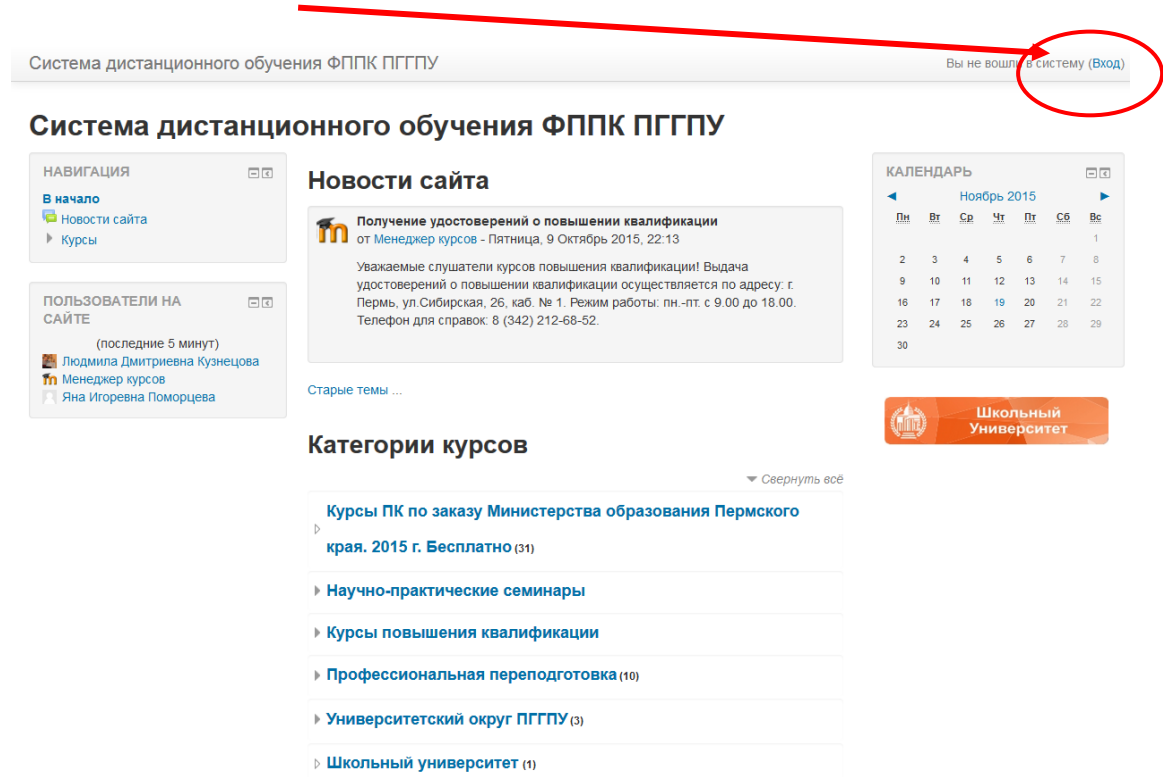 Система дистанционного обучения ФППК ПГГПУ
Вы не вошли в систему (Вход)
Система дистанционного обучения ФППК ПГГПУ
НАВИГАЦИЯ
В начало
Новости сайта
Курсы
ПОЛЬЗОВАТЕЛИ НА
САЙТЕ
(последние 5 минут)
Людмила Дмитриевна Кузнецова
Менеджер курсов
Яна Игоревна Поморцева
Новости сайта
Получение удостоверений о повышении квалификации
от Менеджер курсов - Пятница, 9 Октябрь 2015, 22:13
Уважаемые слушатели курсов повышения квалификации! Выдача
удостоверений о повышении квалификации осуществляется по адресу: г.
Пермь, ул.Сибирская, 26, каб. № 1. Режим работы: пн.-пт. с 9.00 до 18.00.
Телефон для справок: 8 (342) 212-68-52.
Старые темы ...
Категории курсов
Свернуть всё
Курсы ПК по заказу Министерства образования Пермского
края. 2015 г. Бесплатно (31)
Научно-практические семинары
Курсы повышения квалификации
Профессиональная переподготовка (10)
Университетский округ ПГГПУ (3)
Школьный университет (1)
КАЛЕНДАРЬ
Ноябрь 2015
Пн Вт Ср Чт Пт Сб Вс
1
2 3 4 5 6 7 8
9 10 11 12 13 14 15
16 17 18 19 20 21 22
23 24 25 26 27 28 29
30
Школьный
Университет